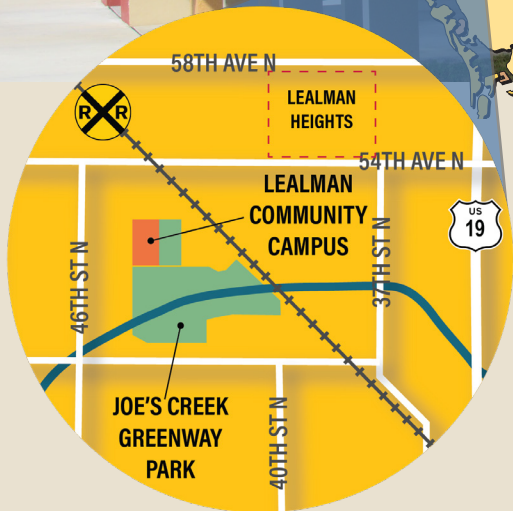 58TH AVE N
R R
LEALMAN
HEIGHTS
54TH AVE N
LEALMAN
COMMUNITY
CAMPUS
US
19
46TH ST N
37TH ST N
JOE'S CREEK
GREENWAY
PARK
40TH ST N